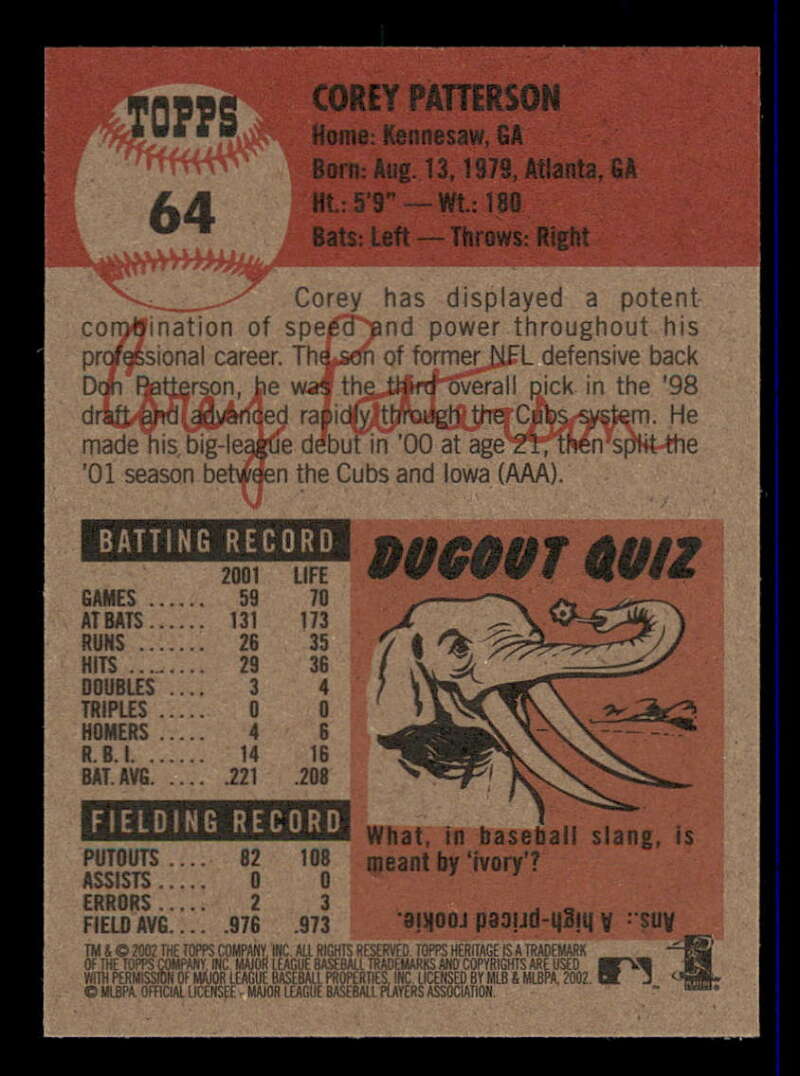 TOPPS
64
COREY PATTERSON
Home: Kennesaw, GA
Born: Aug. 13, 1979, Atlanta, GA
Ht.: 5'9" — Wt.: 180
Bats: Left — Throws: Right
Corey has displayed a potent
combination of speed and power throughout his
professional career. The son of former NFL defensive back
Don Patterson, he was the third overall pick in the '98
draft and advanced rapidly through the Cubs system. He
made his big-league debut in '00 at age 21, then split the
'01 season between the Cubs and Iowa (AAA).
Corey Patterson
BATTING RECORD
2001 LIFE
GAMES ...... 59 70
AT BATS ...... 131 173
RUNS ....... 26 35
HITS ........ 29 36
DOUBLES .... 3 4
TRIPLES ..... 0 0
HOMERS ..... 4 6
R. B. I. ...... 14 16
BAT. AVG. .... .221 .208
FIELDING RECORD
PUTOUTS .... 82 108
ASSISTS ..... 0 0
ERRORS ..... 2 3
FIELD AVG. ... .976 .973
DUGOUT QUIZ
What, in baseball slang, is
meant by 'ivory'?
Ans.: A high-priced rookie.
TM & © 2002 THE TOPPS COMPANY, INC. ALL RIGHTS RESERVED. TOPPS HERITAGE IS A TRADEMARK
OF THE TOPPS COMPANY, INC. MAJOR LEAGUE BASEBALL TRADEMARKS AND COPYRIGHTS ARE USED
WITH PERMISSION OF MAJOR LEAGUE BASEBALL PROPERTIES, INC. LICENSED BY MLB & MLBPA, 2002.
© MLBPA. OFFICIAL LICENSEE - MAJOR LEAGUE BASEBALL PLAYERS ASSOCIATION.